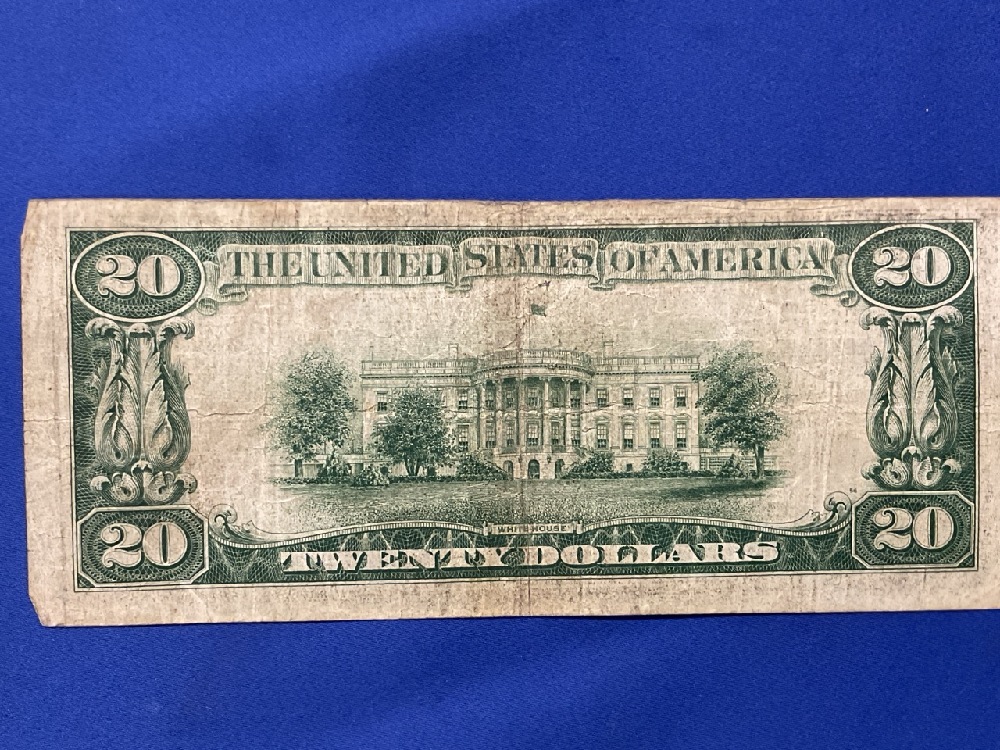 20 THE UNITED STATES OF AMERICA 20
WHITE HOUSE
20 TWENTY DOLLARS 20